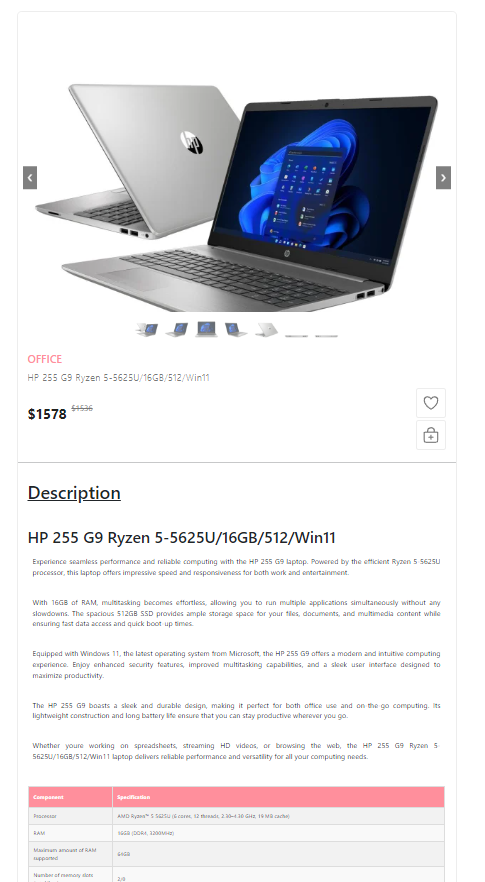 hp
OFFICE
HP 255 G9 Ryzen 5-5625U/16GB/512/Win11
$1578 $1536
Description
HP 255 G9 Ryzen 5-5625U/16GB/512/Win11
Experience seamless performance and reliable computing with the HP 255 G9 laptop. Powered by the efficient Ryzen 5 5625U
processor, this laptop offers impressive speed and responsiveness for both work and entertainment.
With 16GB of RAM, multitasking becomes effortless, allowing you to run multiple applications simultaneously without any
slowdowns. The spacious 512GB SSD provides ample storage space for your files, documents, and multimedia content while
ensuring fast data access and quick boot-up times.
Equipped with Windows 11, the latest operating system from Microsoft, the HP 255 G9 offers a modern and intuitive computing
experience. Enjoy enhanced security features, improved multitasking capabilities, and a sleek user interface designed to
maximize productivity.
The HP 255 G9 boasts a sleek and durable design, making it perfect for both office use and on-the-go computing. Its
lightweight construction and long battery life ensure that you can stay productive wherever you go.
Whether youre working on spreadsheets, streaming HD videos, or browsing the web, the HP 255 G9 Ryzen 5-
5625U/16GB/512/Win11 laptop delivers reliable performance and versatility for all your computing needs.
Component Specification
Processor AMD Ryzen™ 5 5625U (6 cores, 12 threads, 2.30–4.30 GHz, 19 MB cache)
RAM 16GB (DDR4, 3200MHz)
Maximum amount of RAM
supported 64GB
Number of memory slots
2/0